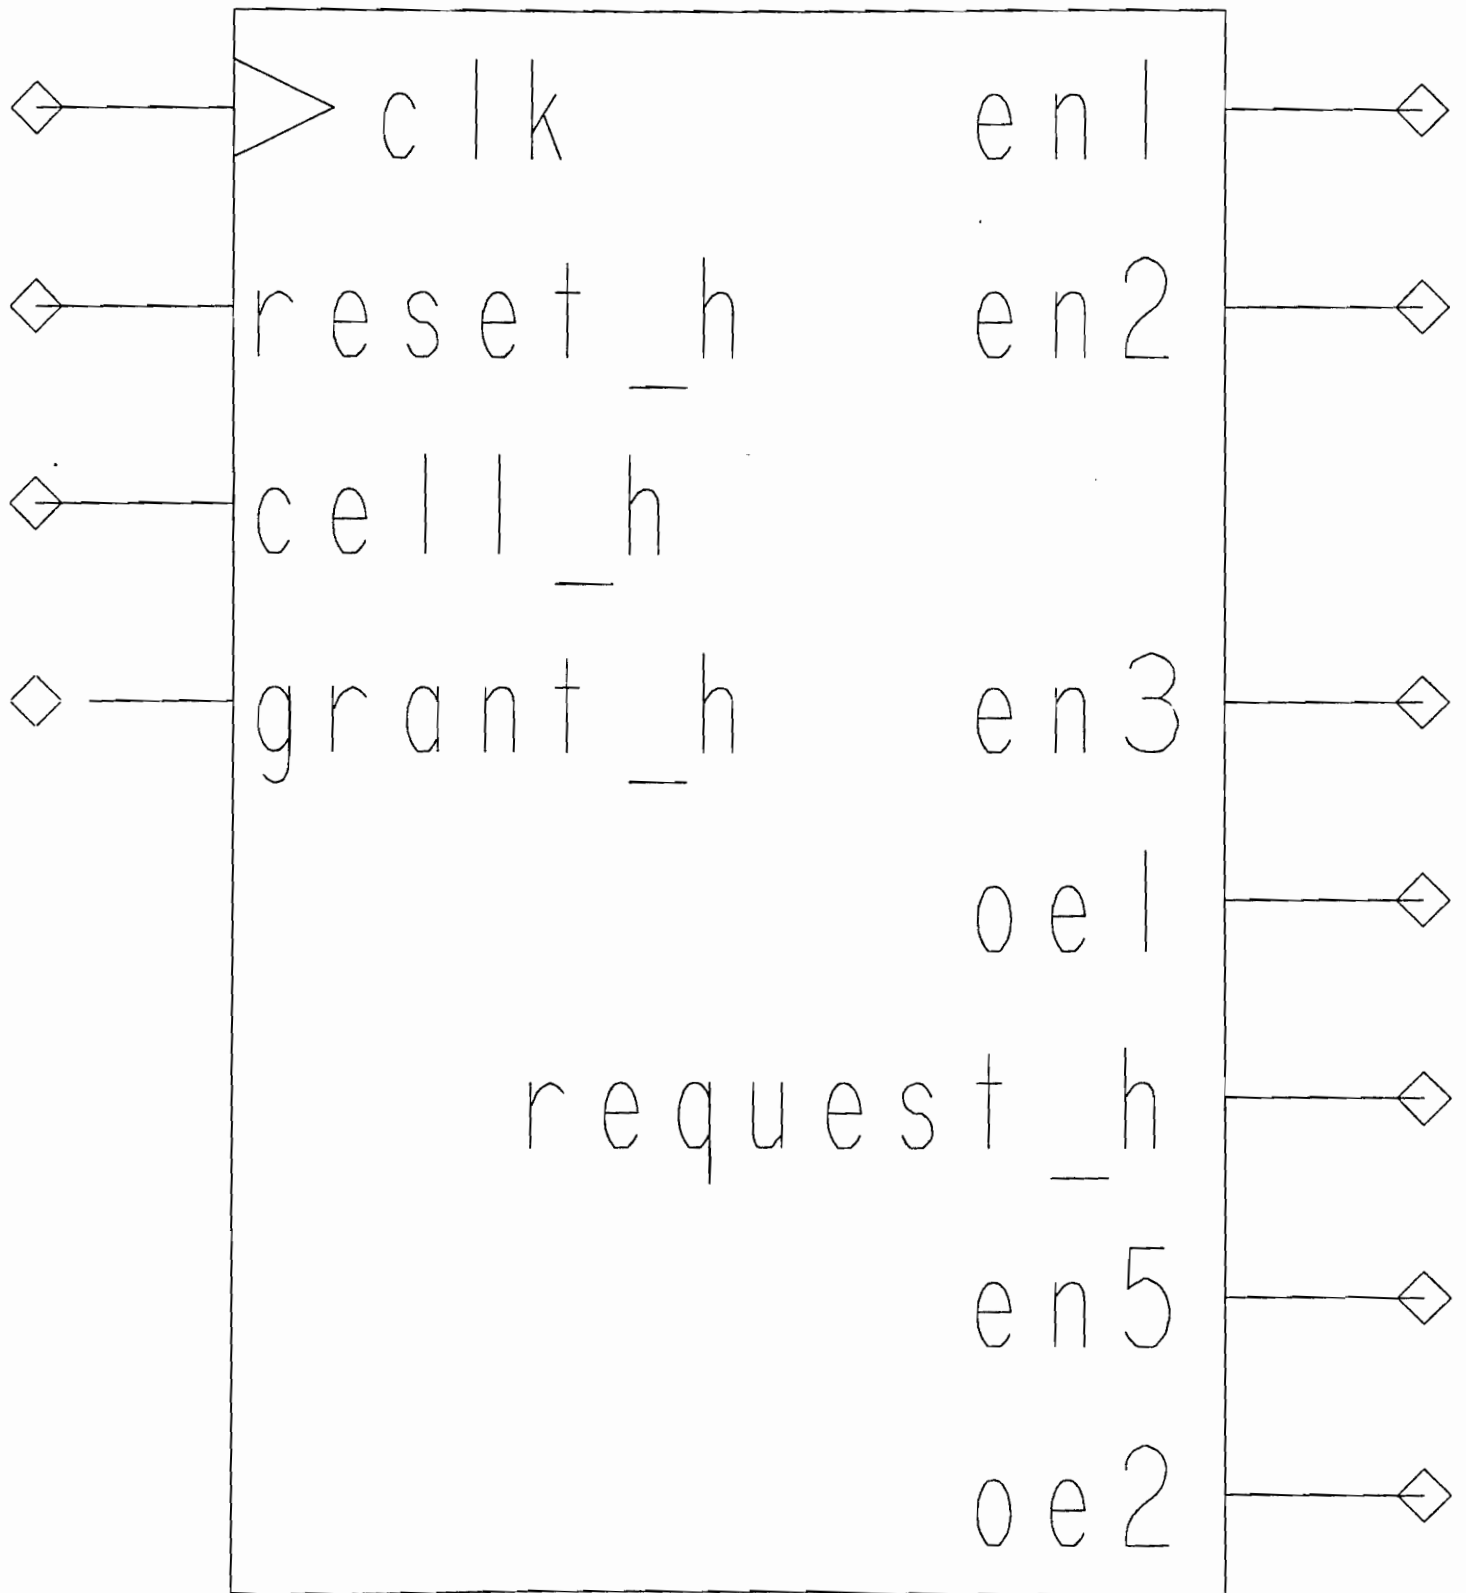 clk en1
reset_h en2
cell_h
grant_h en3
oe1
request_h
en5
oe2